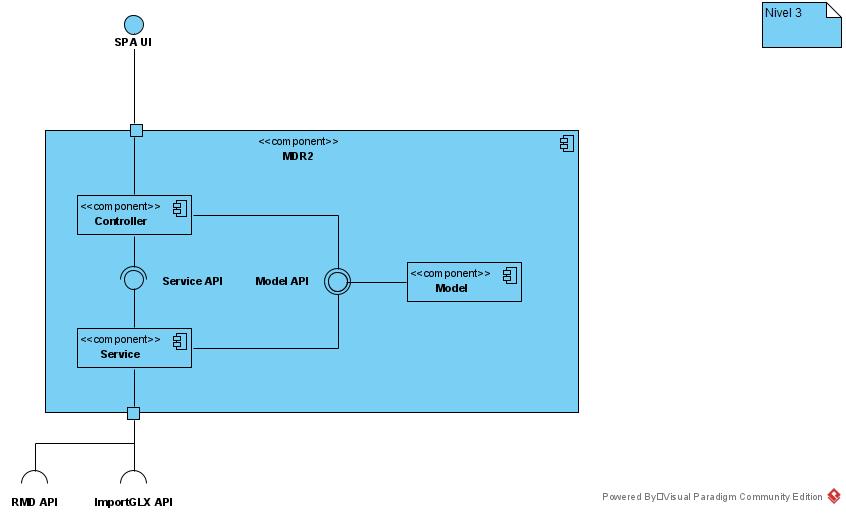 Nivel 3
SPA UI
<<component>>
MDR2
<<component>>
Controller
Service API
Model API
<<component>>
Model
<<component>>
Service
RMD API
ImportGLX API
Powered By□Visual Paradigm Community Edition